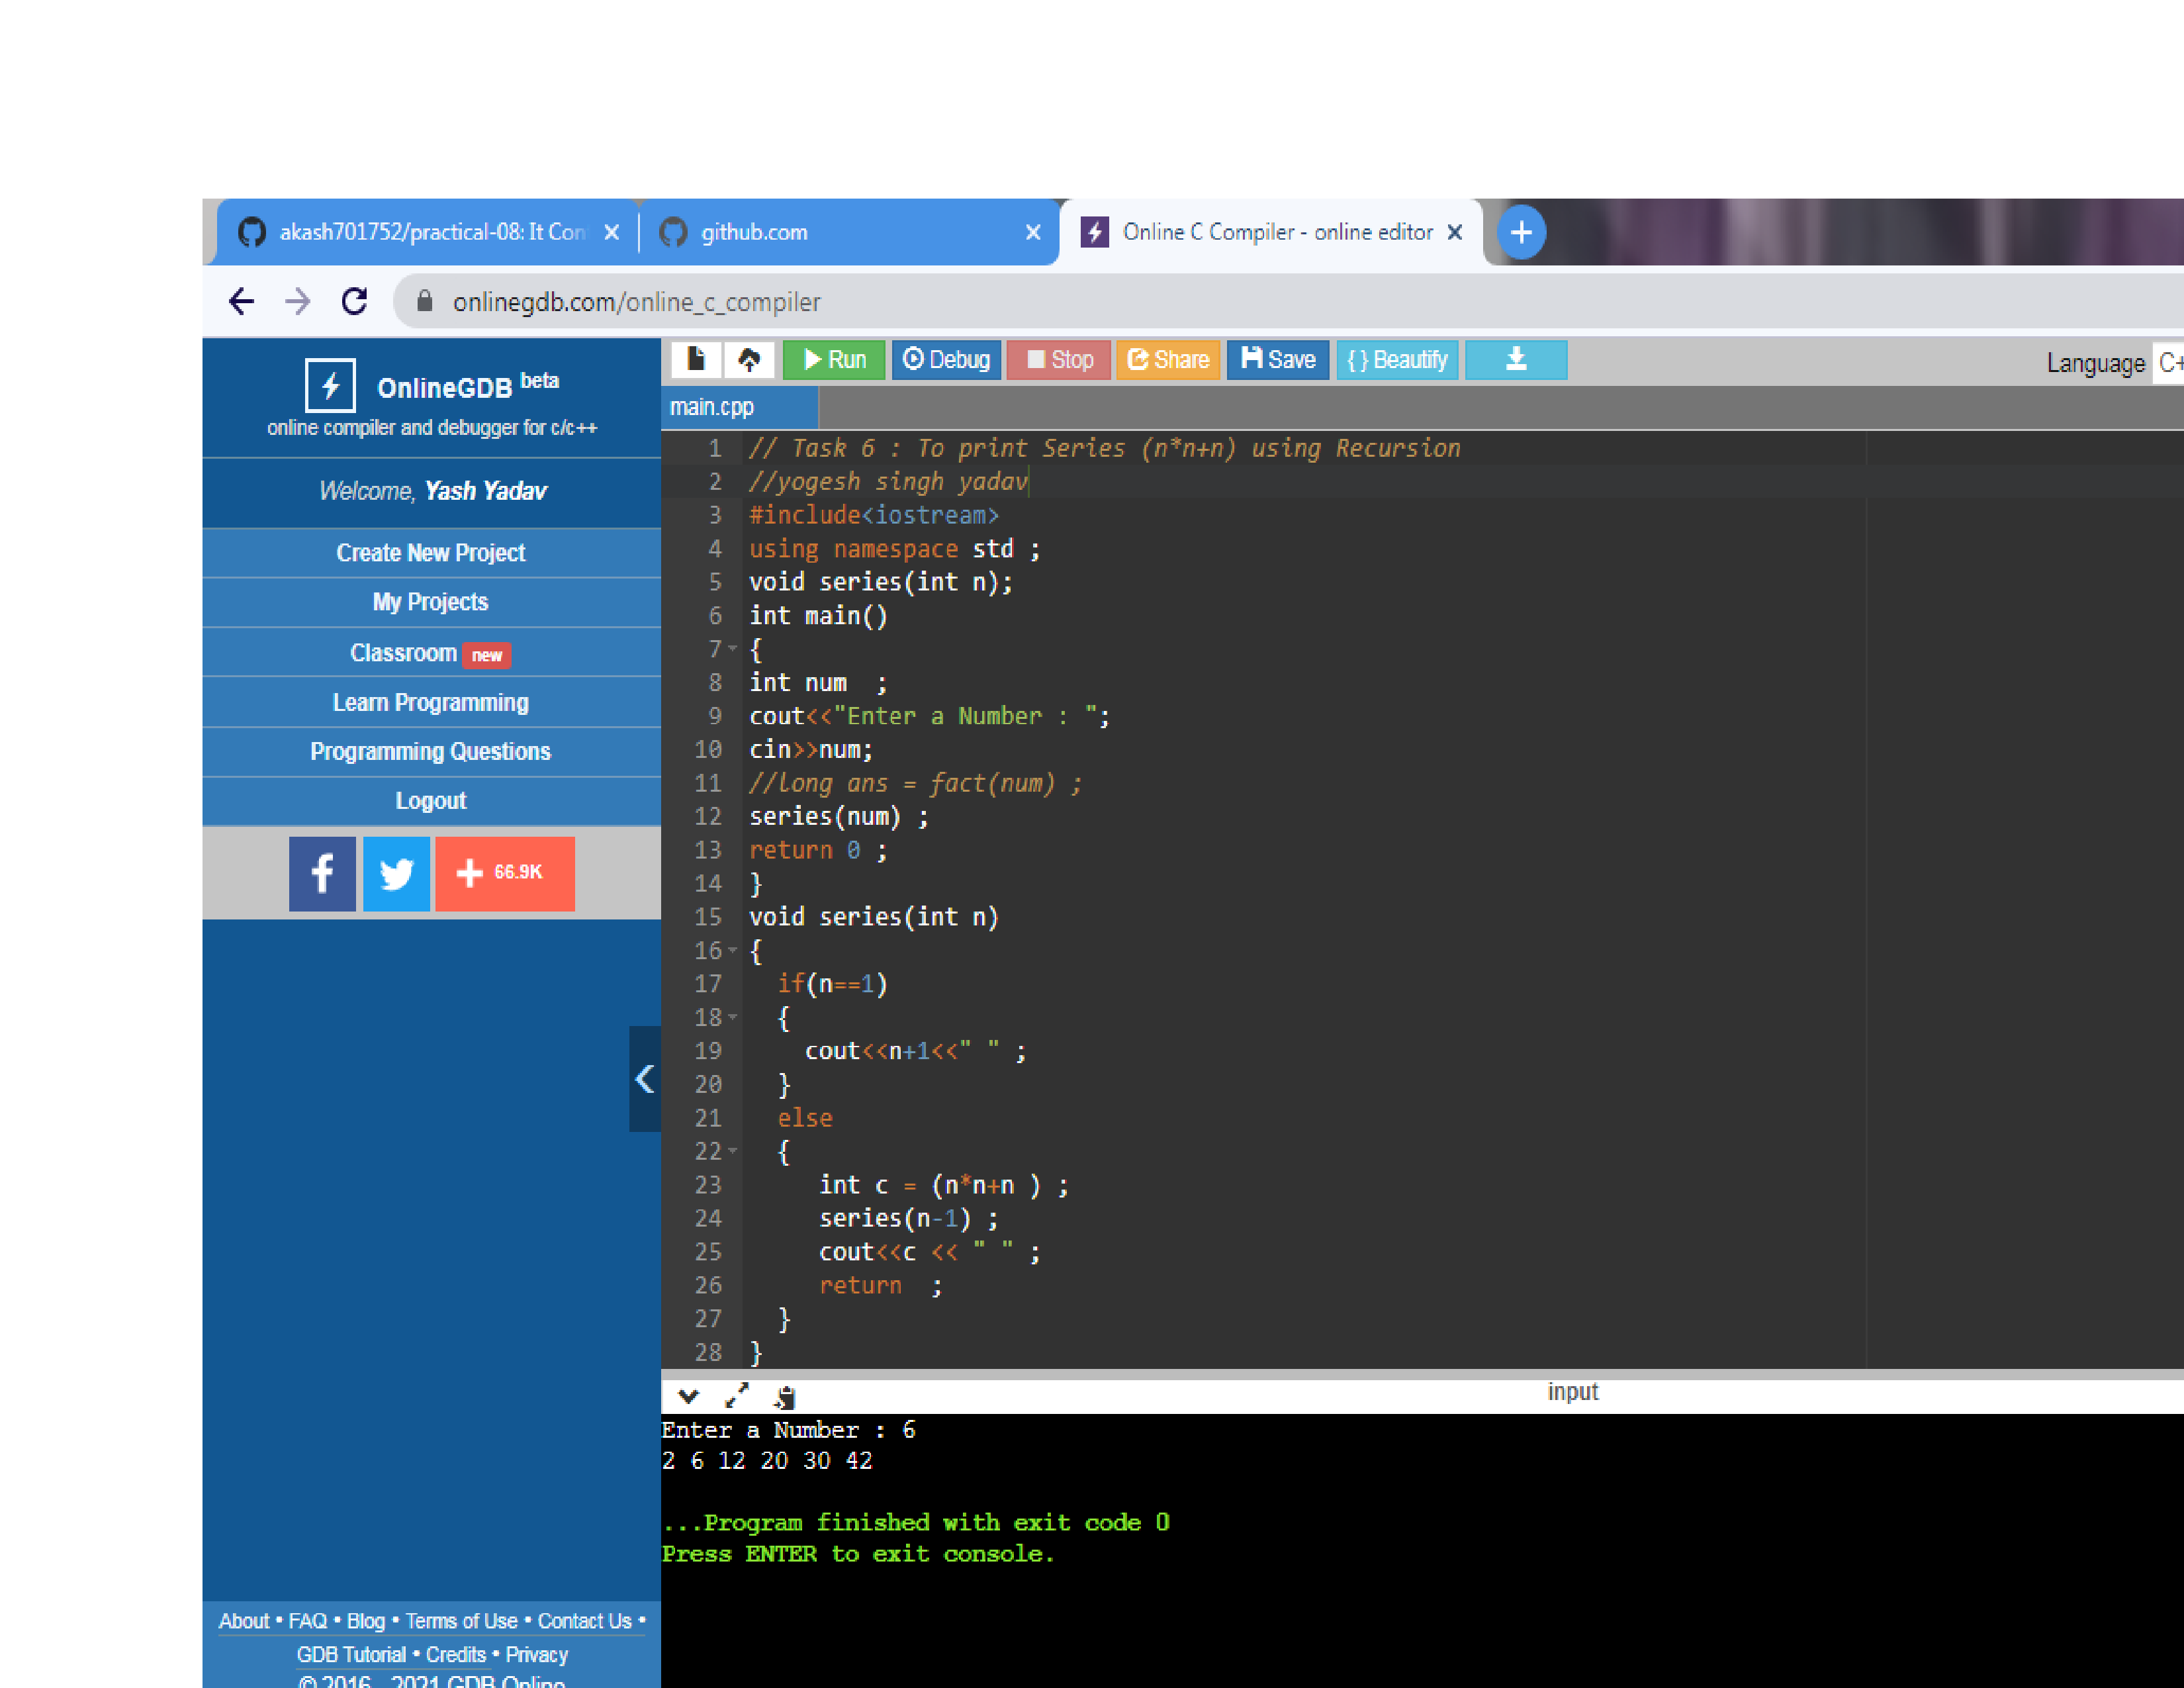 akash701752/practical-08: It Con
github.com
Online C Compiler - online editor
onlinegdb.com/online_c_compiler
OnlineGDB beta
online compiler and debugger for c/c++
Welcome, Yash Yadav
Create New Project
My Projects
Classroom new
Learn Programming
Programming Questions
Logout
66.9K
About • FAQ • Blog • Terms of Use • Contact Us •
GDB Tutorial • Credits • Privacy
© 2016 - 2021 GDB Online
Run Debug Stop Share Save { } Beautify
Language C+
main.cpp
1 // Task 6 : To print Series (n*n+n) using Recursion
2 //yogesh singh yadav
3 #include<iostream>
4 using namespace std ;
5 void series(int n);
6 int main()
7 {
8 int num  ;
9 cout<<"Enter a Number : ";
10 cin>>num;
11 //long ans = fact(num) ;
12 series(num) ;
13 return 0 ;
14 }
15 void series(int n)
16 {
17   if(n==1)
18   {
19     cout<<n+1<<" " ;
20   }
21   else
22   {
23      int c = (n*n+n ) ;
24      series(n-1) ;
25      cout<<c << " " ;
26      return  ;
27   }
28 }
input
Enter a Number : 6
2 6 12 20 30 42
...Program finished with exit code 0
Press ENTER to exit console.